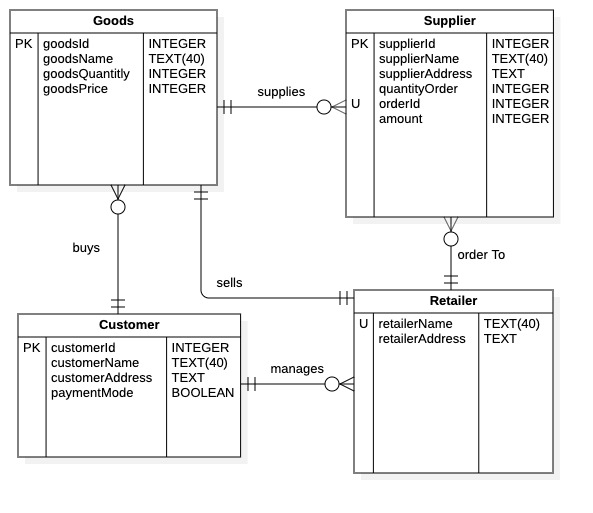 Goods
PK goodsId INTEGER
goodsName TEXT(40)
goodsQuantitly INTEGER
goodsPrice INTEGER
Supplier
PK supplierId INTEGER
supplierName TEXT(40)
supplierAddress TEXT
quantityOrder INTEGER
U orderId INTEGER
amount INTEGER
supplies
buys
sells
order To
Customer
PK customerId INTEGER
customerName TEXT(40)
customerAddress TEXT
paymentMode BOOLEAN
manages
Retailer
U retailerName TEXT(40)
retailerAddress TEXT